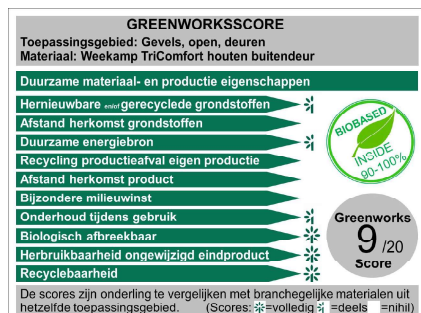 GREENWORKSSCORE
Toepassingsgebied: Gevels, open, deuren
Materiaal: Weekamp TriComfort houten buitendeur
Duurzame materiaal- en productie eigenschappen
Hernieuwbare en/of gerecyclede grondstoffen
Afstand herkomst grondstoffen
Duurzame energiebron
Recycling productieafval eigen productie
Afstand herkomst product
Bijzondere milieuwinst
Onderhoud tijdens gebruik
Biologisch afbreekbaar
Herbruikbaarheid ongewijzigd eindproduct
Recyclebaarheid
BIOBASED
INSIDE
90-100%
Greenworks
9 /20
Score
De scores zijn onderling te vergelijken met branchegelijke materialen uit
hetzelfde toepassingsgebied. (Scores: =volledig =deels =nihil)